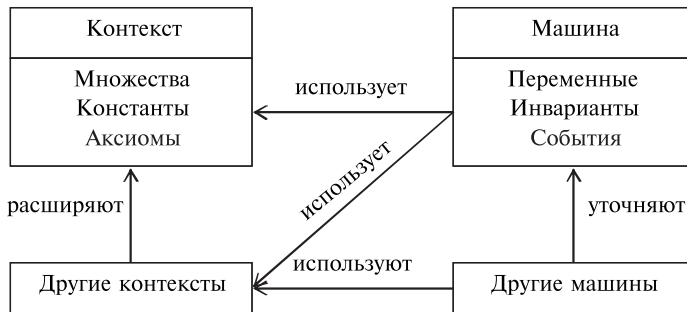 Контекст
Машина
Множества
Константы
Аксиомы
использует
Переменные
Инварианты
События
использует
расширяют
уточняют
Другие контексты
используют
Другие машины